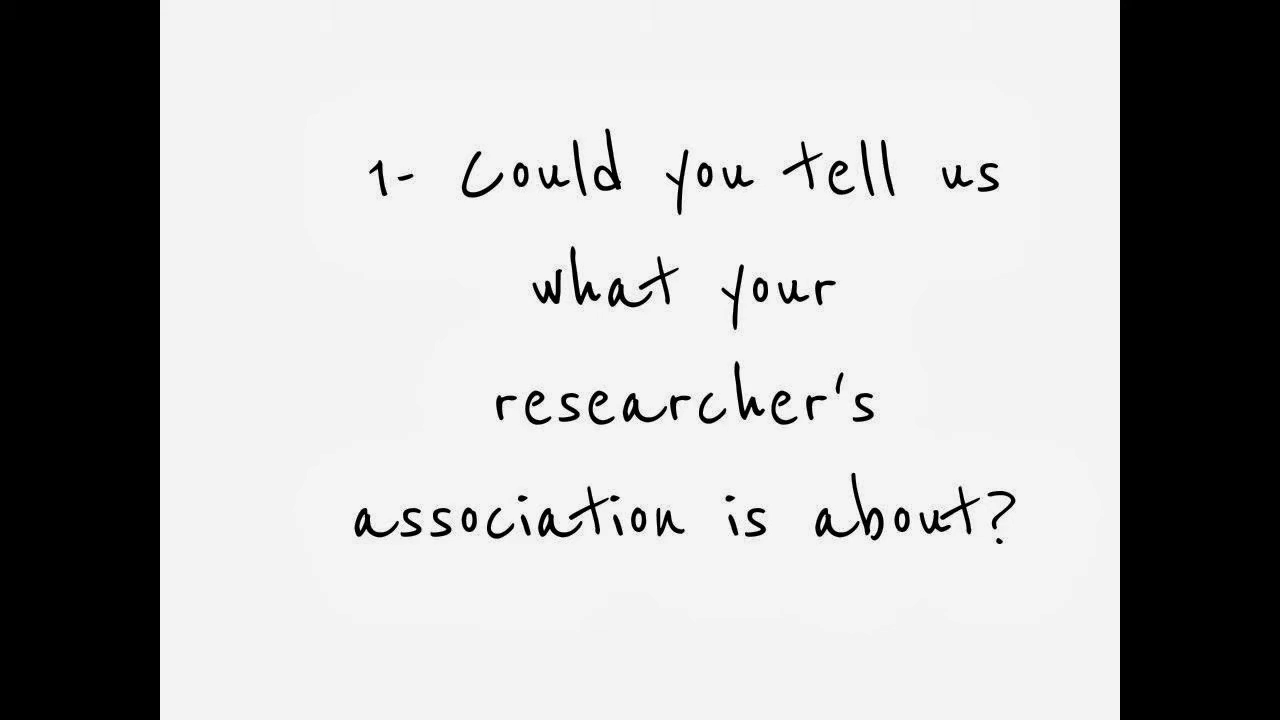 1- Could you tell us
what your
researcher's
association is about?